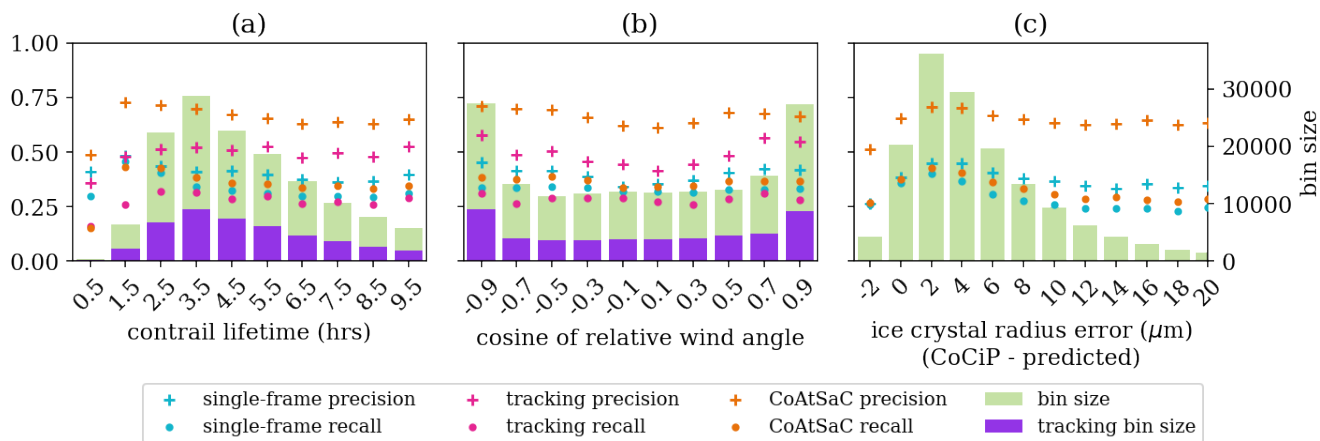 (a)
(b)
(c)
1.00
0.75
0.50
0.25
0.00
30000
20000
10000
0
bin size
0.5 1.5 2.5 3.5 4.5 5.5 6.5 7.5 8.5 9.5
-0.9 -0.7 -0.5 -0.3 -0.1 0.1 0.3 0.5 0.7 0.9
-2 0 2 4 6 8 10 12 14 16 18 20
contrail lifetime (hrs)
cosine of relative wind angle
ice crystal radius error (μm)
(CoCiP - predicted)
single-frame precision tracking precision CoAtSaC precision bin size
single-frame recall tracking recall CoAtSaC recall tracking bin size